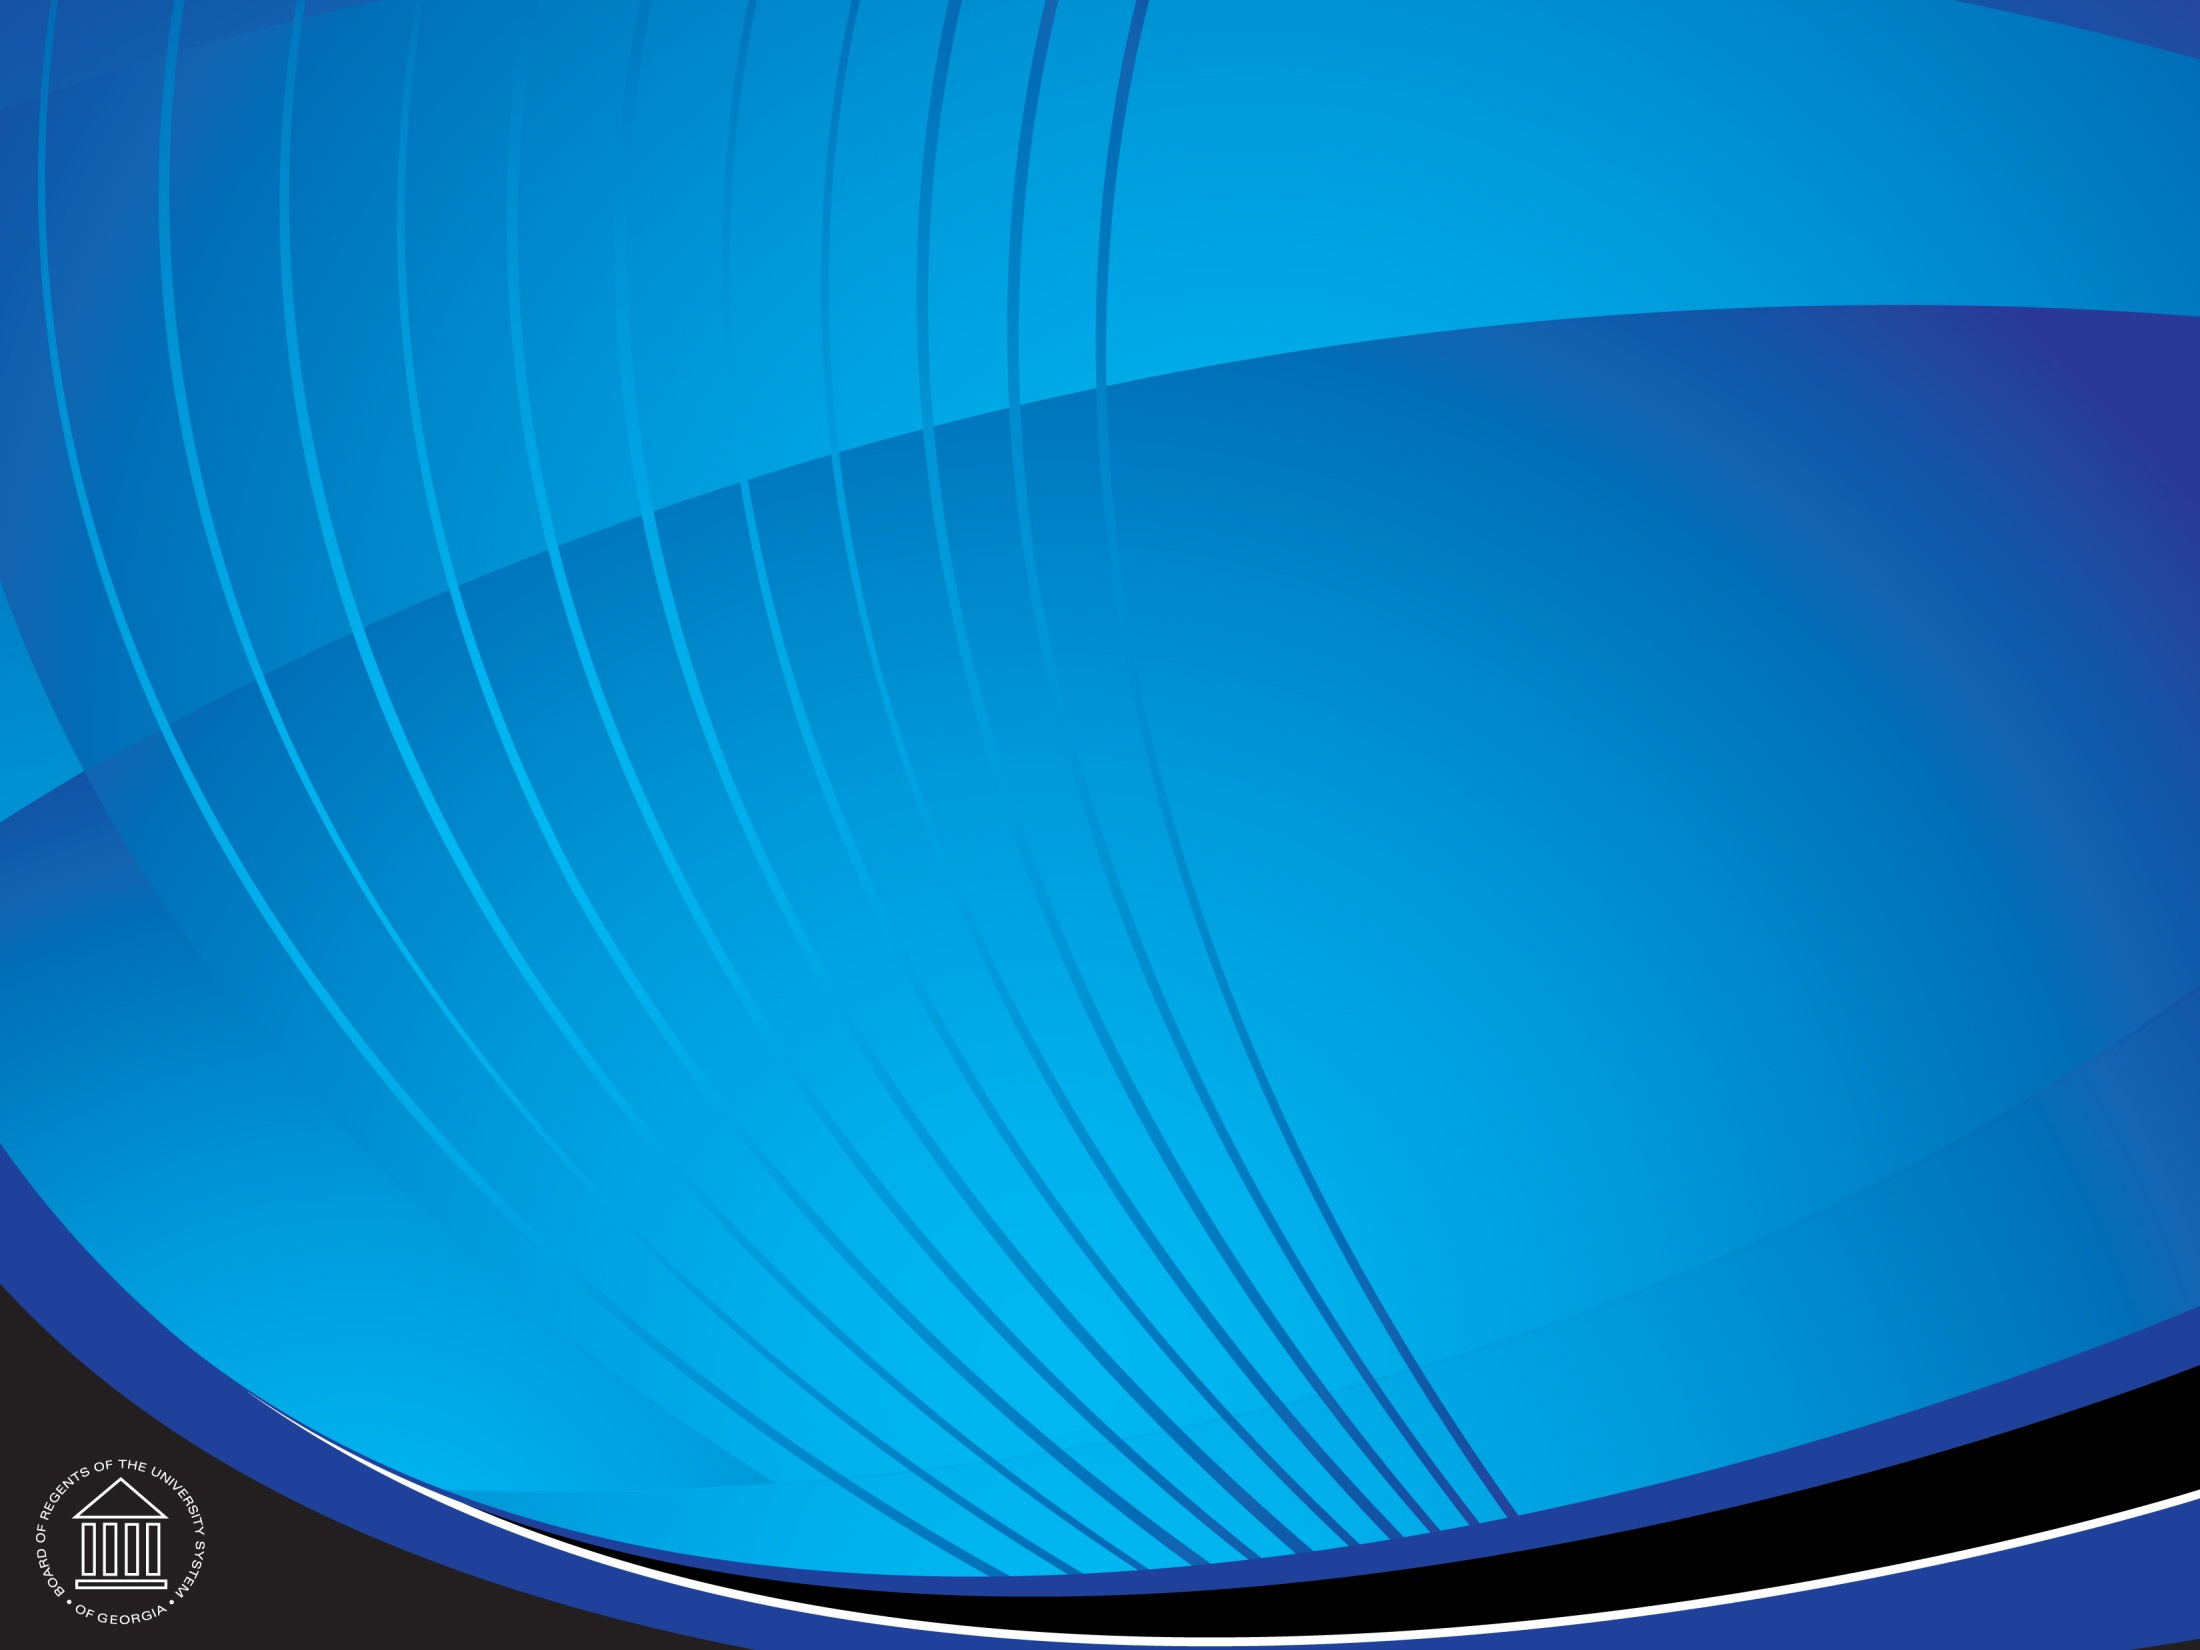 BOARD OF REGENTS OF THE UNIVERSITY SYSTEM
• OF GEORGIA •